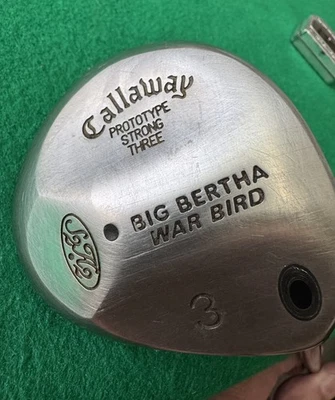 Callaway
PROTOTYPE
STRONG
THREE
BIG BERTHA
WAR BIRD
3